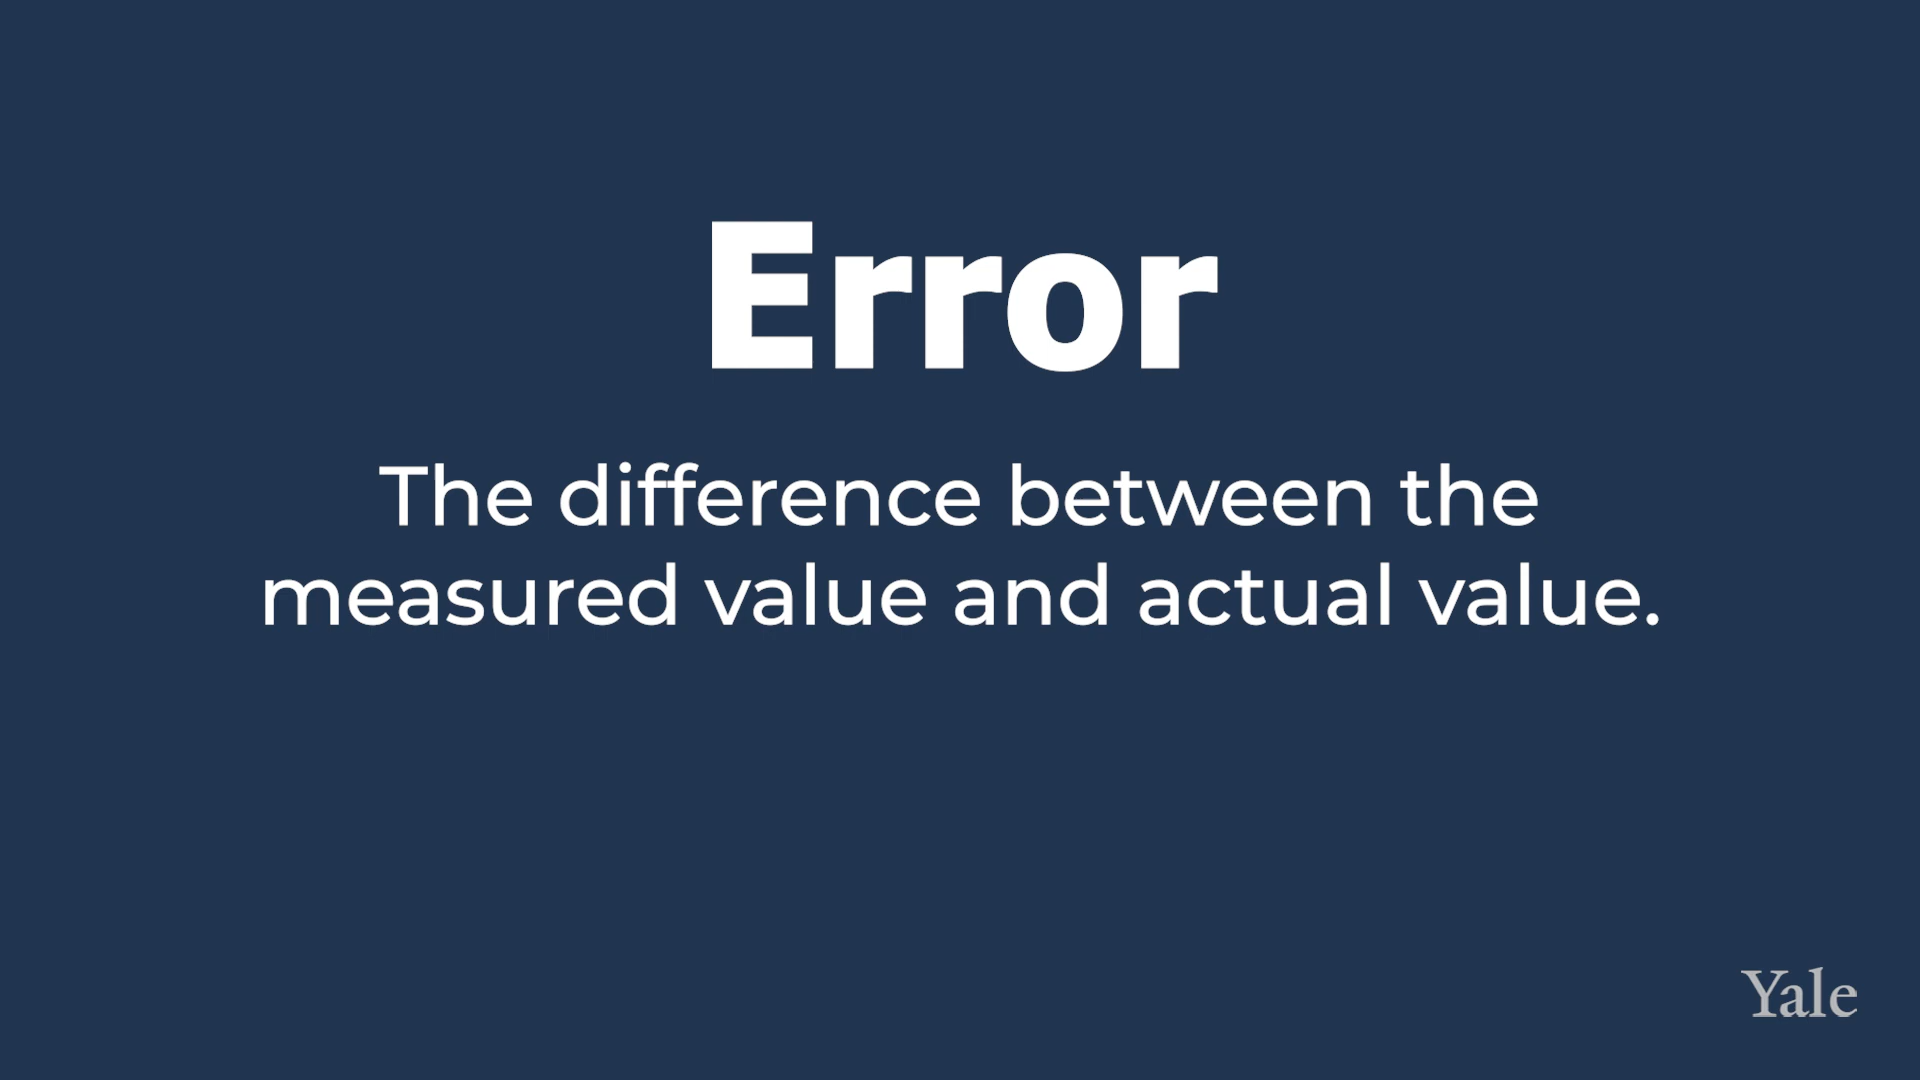 Error
The difference between the
measured value and actual value.
Yale